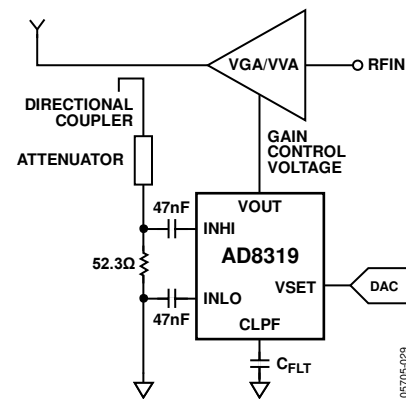 VGA/VVA
RFIN
DIRECTIONAL
COUPLER
ATTENUATOR
GAIN
CONTROL
VOLTAGE
47nF
INHI
VOUT
AD8319
52.3Ω
VSET
DAC
INLO
47nF
CLPF
CFLT
05705-029